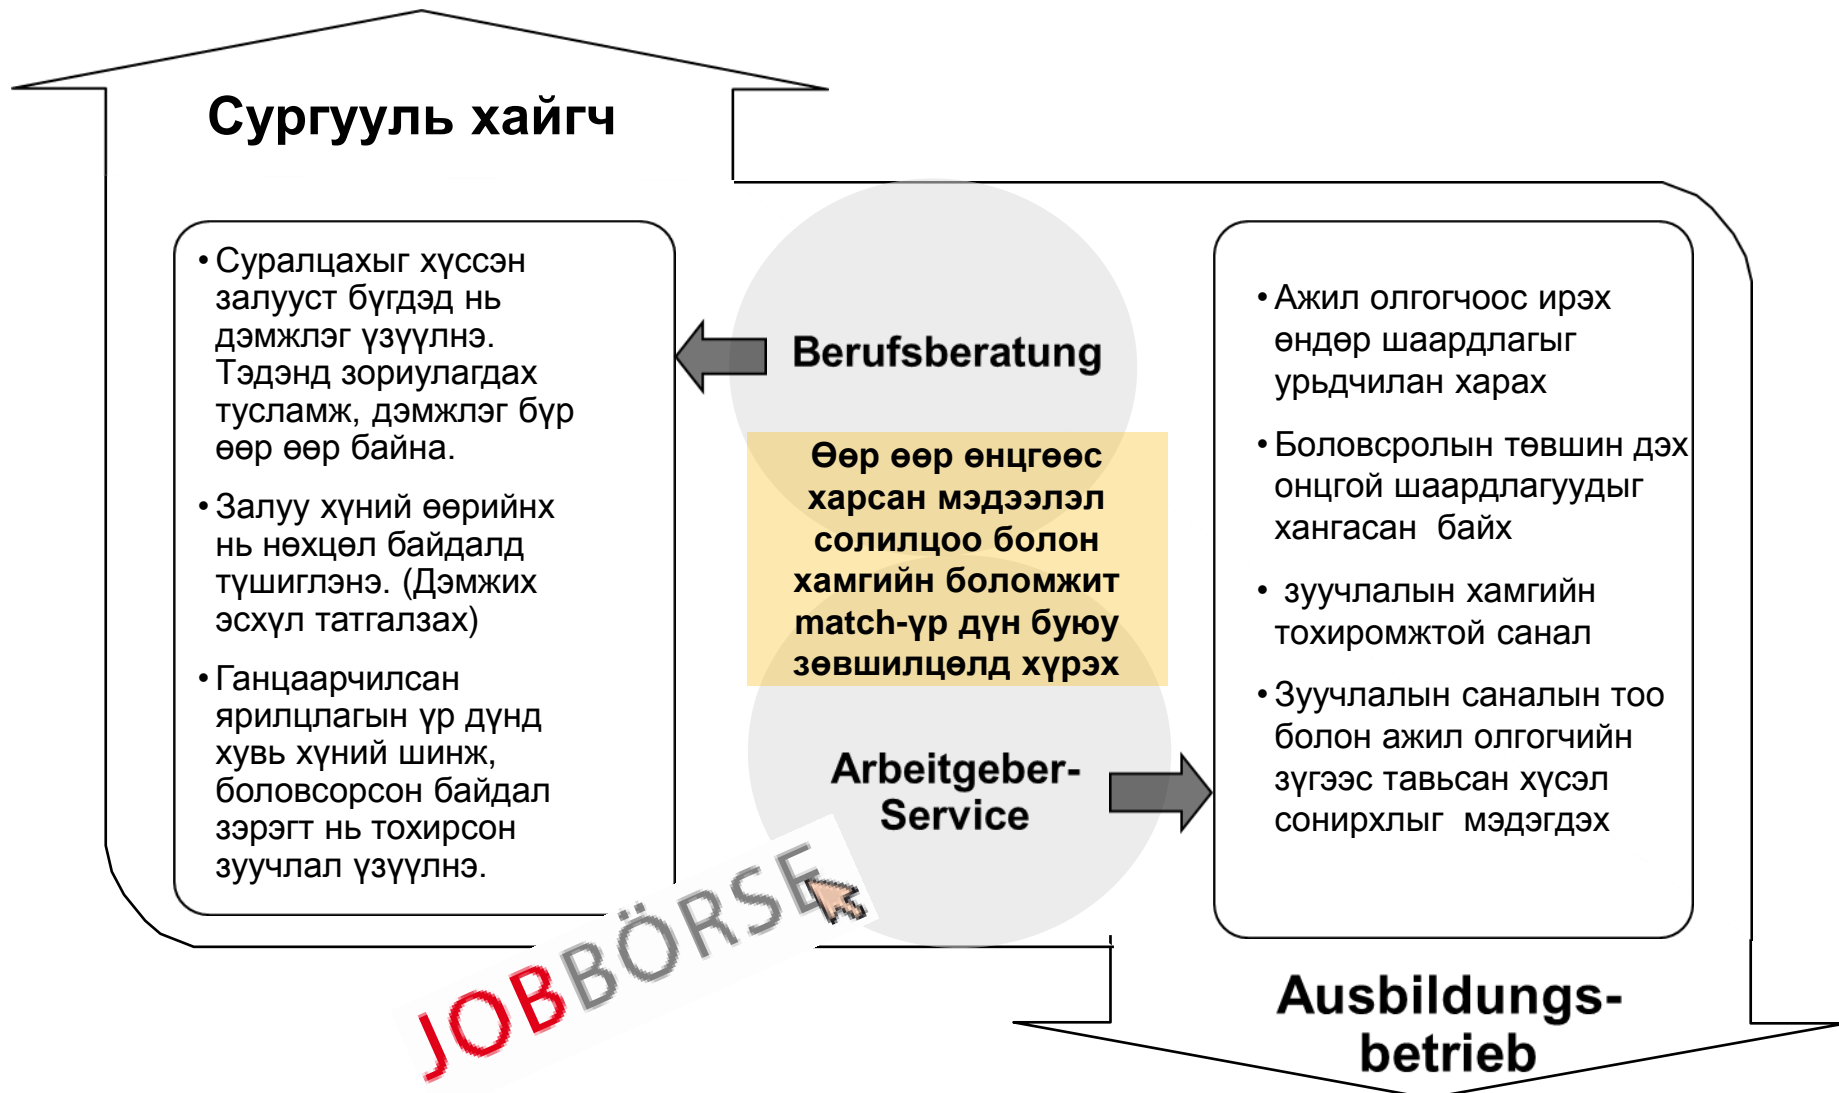 Сургууль хайгч
• Суралцахыг хүссэн
залууст бүгдэд нь
дэмжлэг үзүүлнэ.
Тэдэнд зориулагдах
тусламж, дэмжлэг бүр
өөр өөр байна.
• Залуу хүний өөрийнх
нь нөхцөл байдалд
түшиглэнэ. (Дэмжих
эсхүл татгалзах)
• Ганцаарчилсан
ярилцлагын үр дүнд
хувь хүний шинж,
боловсорсон байдал
зэрэгт нь тохирсон
зуучлал үзүүлнэ.
Berufsberatung
Өөр өөр өнцгөөс
харсан мэдээлэл
солилцоо болон
хамгийн боломжит
match-үр дүн буюу
зөвшилцөлд хүрэх
Arbeitgeber-
Service
JOBBÖRSE
• Ажил олгогчоос ирэх
өндөр шаардлагыг
урьдчилан харах
• Боловсролын төвшин дэх
онцгой шаардлагуудыг
хангасан байх
• зуучлалын хамгийн
тохиромжтой санал
• Зуучлалын саналын тоо
болон ажил олгогчийн
зүгээс тавьсан хүсэл
сонирхлыг мэдэгдэх
Ausbildungs-
betrieb